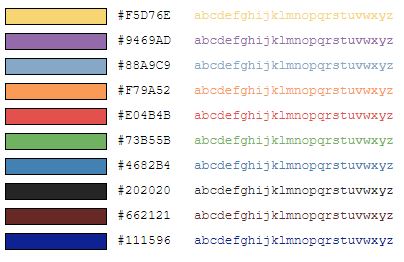 #F5D76E abcdefghijklmnopqrstuvwxyz
#9469AD abcdefghijklmnopqrstuvwxyz
#88A9C9 abcdefghijklmnopqrstuvwxyz
#F79A52 abcdefghijklmnopqrstuvwxyz
#E04B4B abcdefghijklmnopqrstuvwxyz
#73B55B abcdefghijklmnopqrstuvwxyz
#4682B4 abcdefghijklmnopqrstuvwxyz
#202020 abcdefghijklmnopqrstuvwxyz
#662121 abcdefghijklmnopqrstuvwxyz
#111596 abcdefghijklmnopqrstuvwxyz